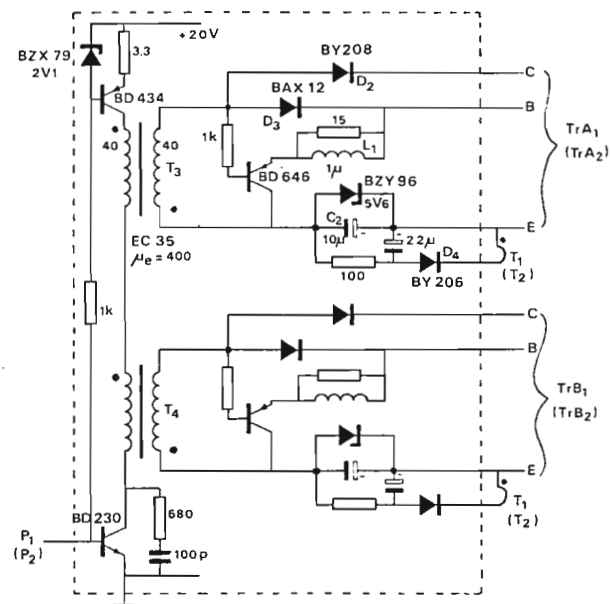 +20V
BZX 79
2V1
3.3
BD 434
40
40
T3
EC 35
μe = 400
1k
BY208
D2
BAX 12
D3
1k
15
L1
1μ
BD 646
BZY 96
5V6
C2
10μ
22μ
100
D4
BY 206
C
B
E
TrA1
(TrA2)
T1
(T2)
T4
C
B
E
TrB1
(TrB2)
T1
(T2)
BD 230
680
100p
P1
(P2)